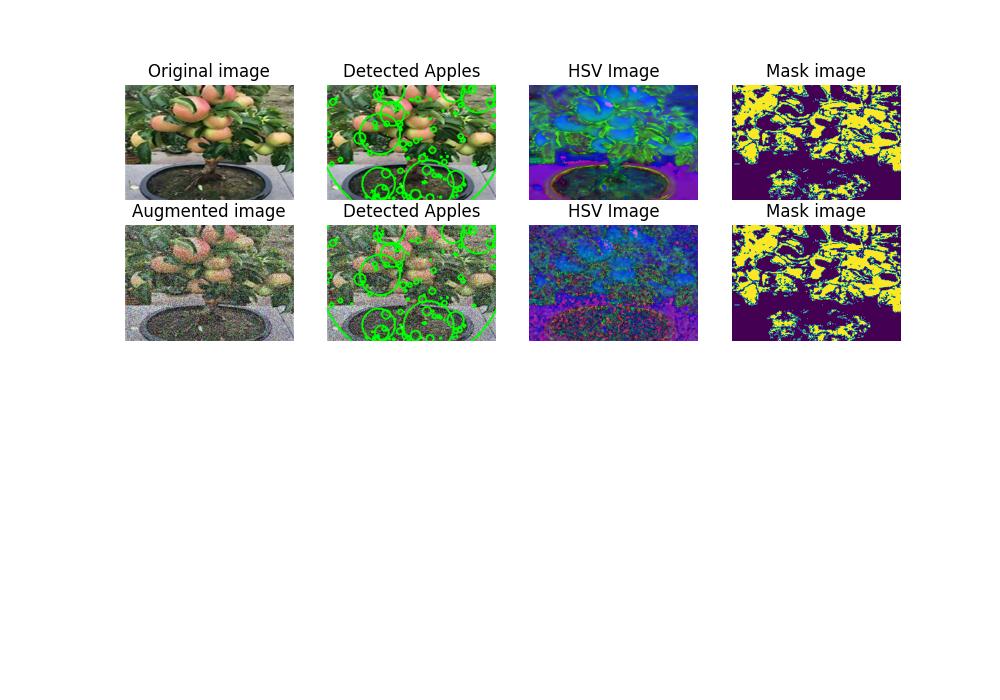 Original image
Detected Apples
HSV Image
Mask image
Augmented image
Detected Apples
HSV Image
Mask image